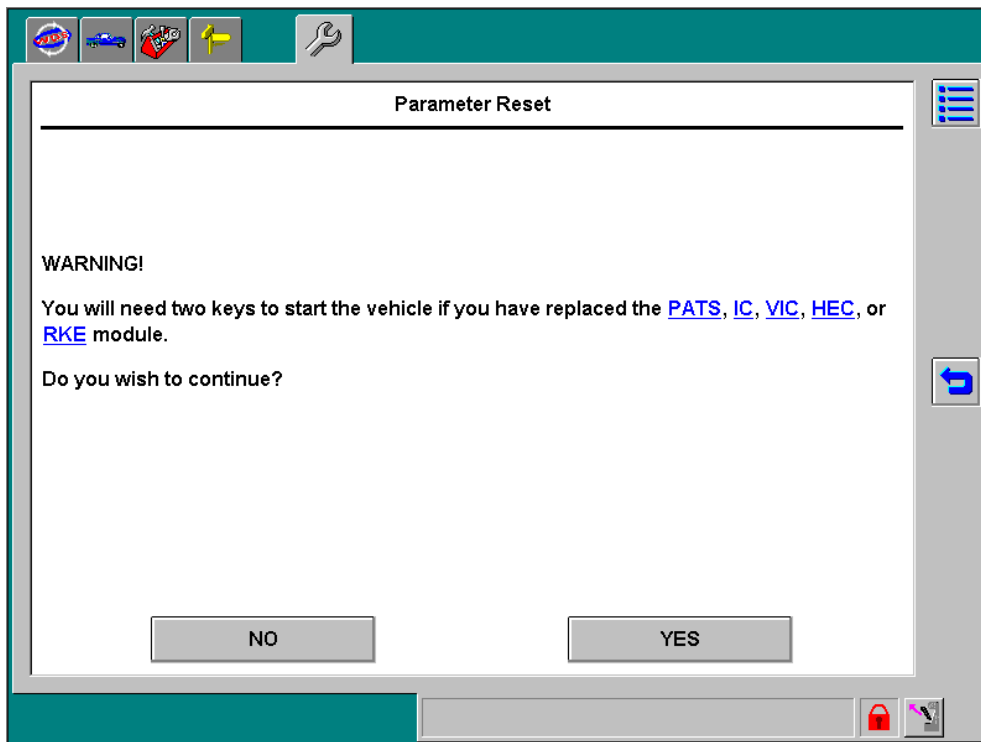 Parameter Reset
WARNING!
You will need two keys to start the vehicle if you have replaced the PATS, IC, VIC, HEC, or
RKE module.
Do you wish to continue?
NO
YES